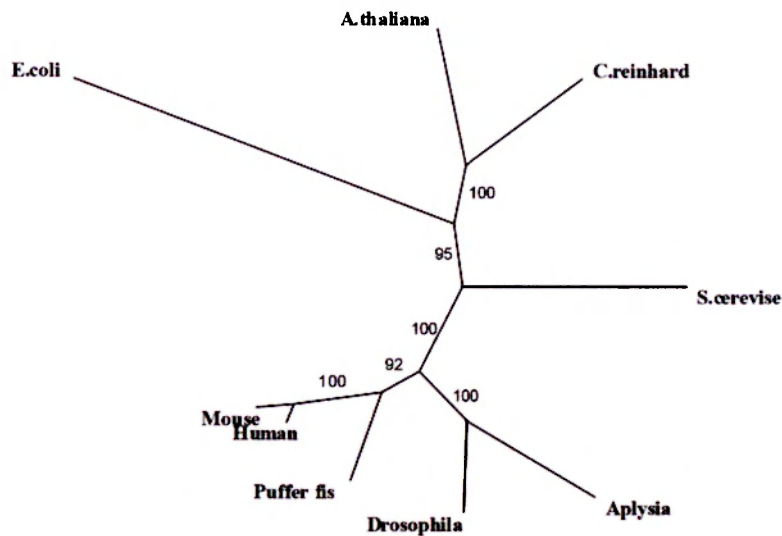 A.thaliana
E.coli
C.reinhard
100
95
S.cerevise
100
92
100
100
Mouse
Human
Puffer fis
Aplysia
Drosophila